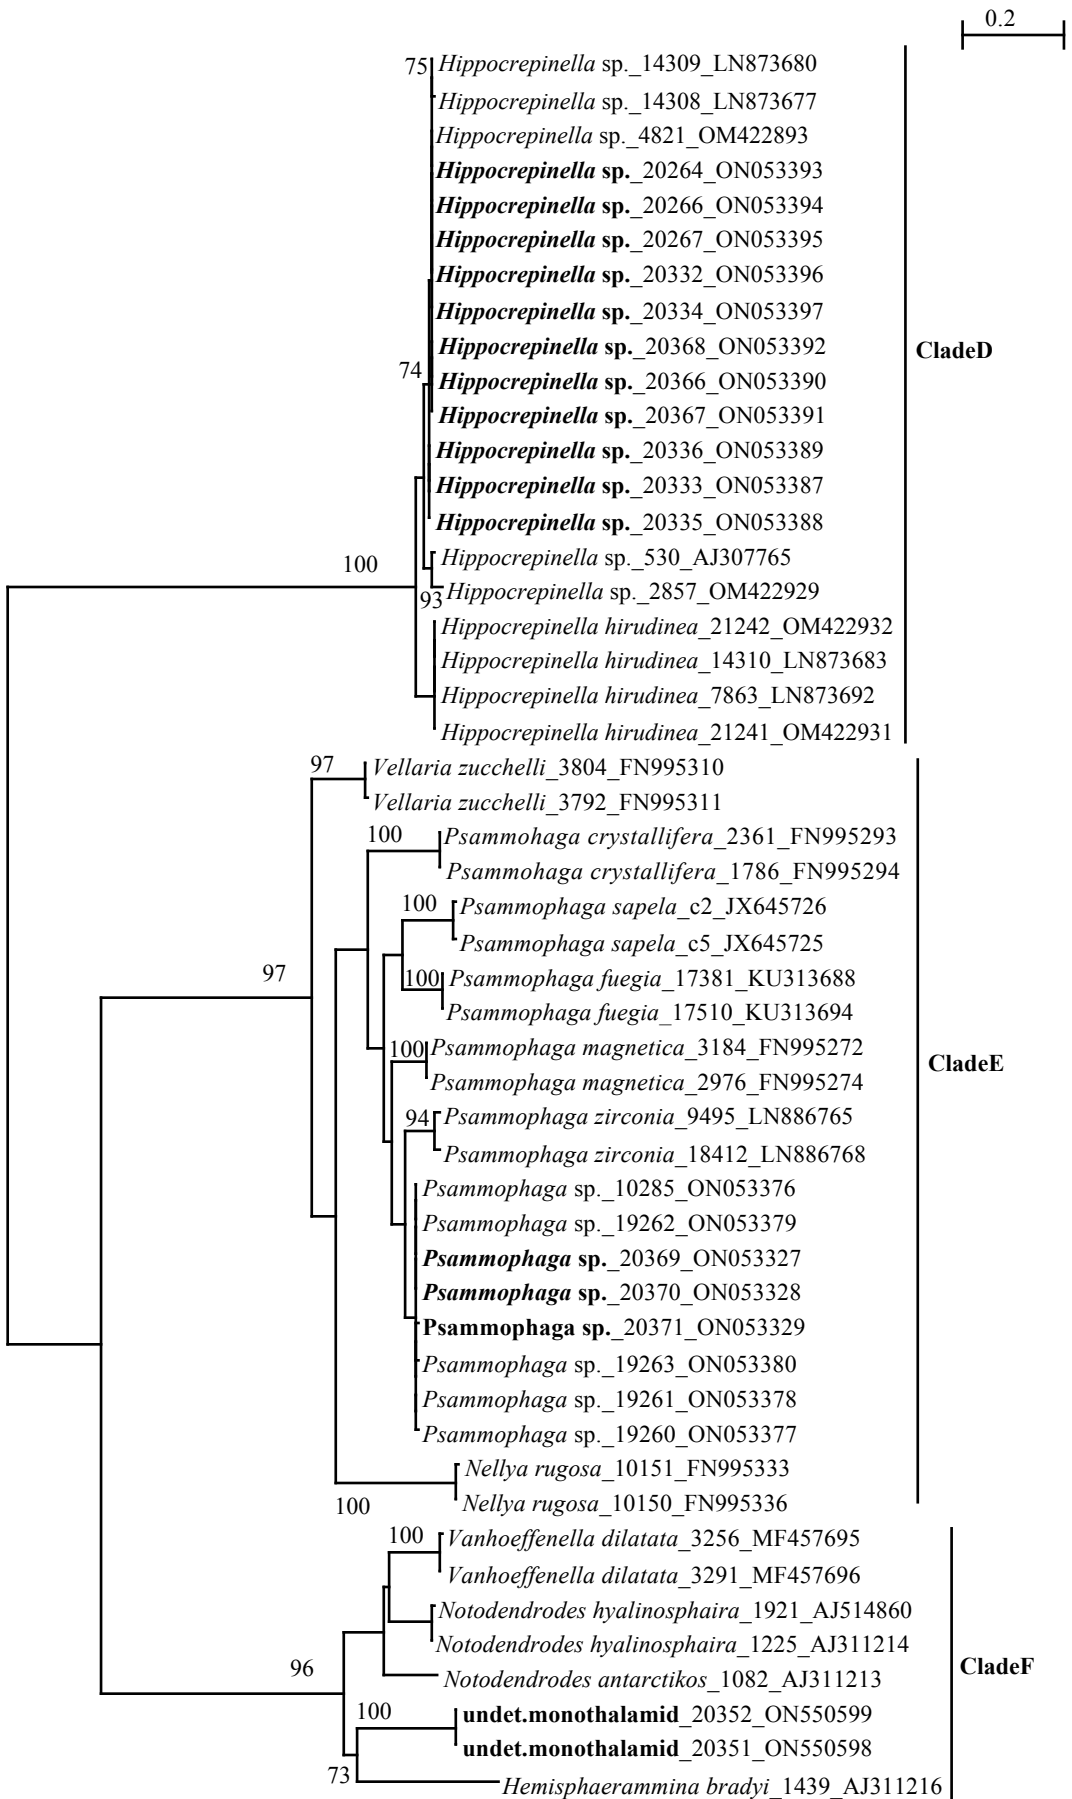 0.2
75
Hippocrepinella sp._14309_LN873680
Hippocrepinella sp._14308_LN873677
Hippocrepinella sp._4821_OM422893
Hippocrepinella sp._20264_ON053393
Hippocrepinella sp._20266_ON053394
Hippocrepinella sp._20267_ON053395
Hippocrepinella sp._20332_ON053396
Hippocrepinella sp._20334_ON053397
Hippocrepinella sp._20368_ON053392
CladeD
74
Hippocrepinella sp._20366_ON053390
Hippocrepinella sp._20367_ON053391
Hippocrepinella sp._20336_ON053389
Hippocrepinella sp._20333_ON053387
Hippocrepinella sp._20335_ON053388
Hippocrepinella sp._530_AJ307765
100
Hippocrepinella sp._2857_OM422929
93
Hippocrepinella hirudinea_21242_OM422932
Hippocrepinella hirudinea_14310_LN873683
Hippocrepinella hirudinea_7863_LN873692
Hippocrepinella hirudinea_21241_OM422931
97
Vellaria zucchelli_3804_FN995310
Vellaria zucchelli_3792_FN995311
100
Psammohaga crystallifera_2361_FN995293
Psammohaga crystallifera_1786_FN995294
100
Psammophaga sapela_c2_JX645726
Psammophaga sapela_c5_JX645725
97
100
Psammophaga fuegia_17381_KU313688
Psammophaga fuegia_17510_KU313694
100
Psammophaga magnetica_3184_FN995272
CladeE
Psammophaga magnetica_2976_FN995274
94
Psammophaga zirconia_9495_LN886765
Psammophaga zirconia_18412_LN886768
Psammophaga sp._10285_ON053376
Psammophaga sp._19262_ON053379
Psammophaga sp._20369_ON053327
Psammophaga sp._20370_ON053328
Psammophaga sp._20371_ON053329
Psammophaga sp._19263_ON053380
Psammophaga sp._19261_ON053378
Psammophaga sp._19260_ON053377
Nellya rugosa_10151_FN995333
100
Nellya rugosa_10150_FN995336
100
Vanhoeffenella dilatata_3256_MF457695
Vanhoeffenella dilatata_3291_MF457696
Notodendrodes hyalinosphaira_1921_AJ514860
Notodendrodes hyalinosphaira_1225_AJ311214
96
CladeF
Notodendrodes antarctikos_1082_AJ311213
100
undet.monothalamid_20352_ON550599
undet.monothalamid_20351_ON550598
73
Hemisphaerammina bradyi_1439_AJ311216